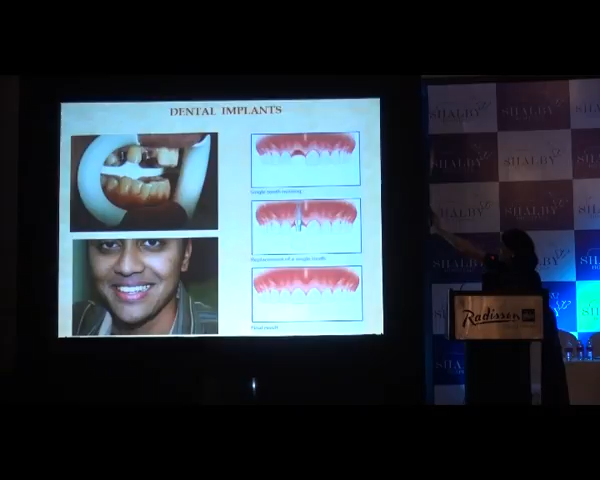 DENTAL IMPLANTS
Single tooth missing
Replacement of a single tooth
Final result
SHALBY
SHALBY
SHALBY
SHALBY
SHALBY
SHALBY
Radisson